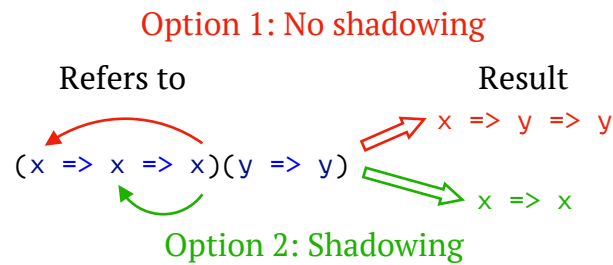 Option 1: No shadowing
Refers to
Result
x => y => y
(x => x => x)(y => y)
x => x
Option 2: Shadowing